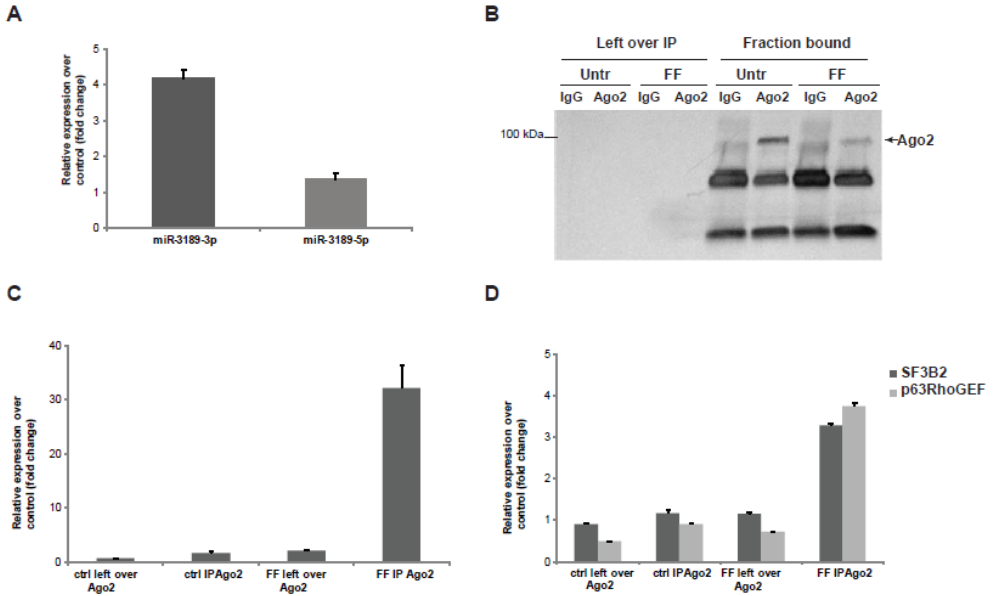 A
Relative expression over
control (fold change)
5
4
3
2
1
0
miR-3189-3p
miR-3189-5p
B
Left over IP
Fraction bound
Untr
FF
Untr
FF
IgG Ago2
IgG Ago2
IgG Ago2
IgG Ago2
100 kDa
Ago2
C
Relative expression over
control (fold change)
40
30
20
10
0
ctrl left over
Ago2
ctrl IPAgo2
FF left over
Ago2
FF IP Ago2
D
Relative expression over
control (fold change)
5
4
3
2
1
0
ctrl left over
Ago2
ctrl IPAgo2
FF left over
Ago2
FF IPAgo2
SF3B2
p63RhoGEF